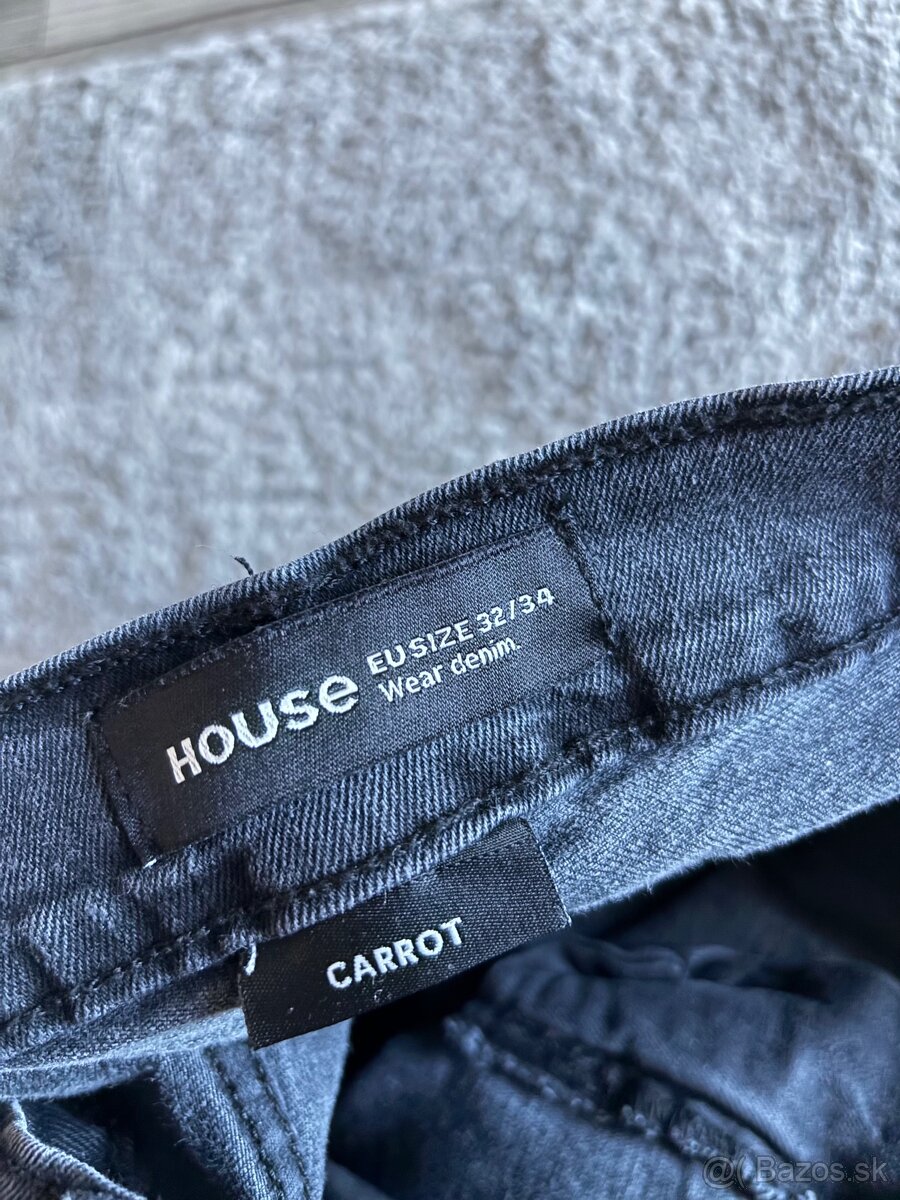 HOUSe
EU SIZE 32/34
Wear denim.
CARROT
@( Bazos.sk